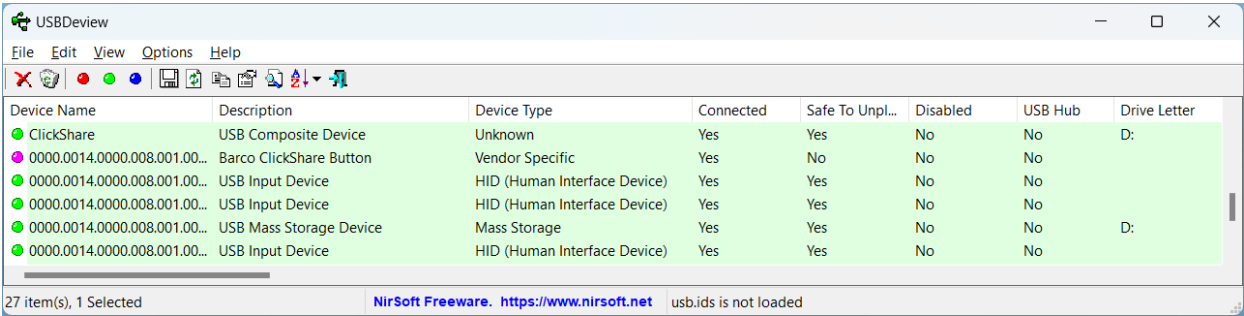 USBDeview
File Edit View Options Help
Device Name Description Device Type Connected Safe To Unpl... Disabled USB Hub Drive Letter
ClickShare USB Composite Device Unknown Yes Yes No No D:
0000.0014.0000.008.001.00... Barco ClickShare Button Vendor Specific Yes No No No
0000.0014.0000.008.001.00... USB Input Device HID (Human Interface Device) Yes Yes No No
0000.0014.0000.008.001.00... USB Input Device HID (Human Interface Device) Yes Yes No No
0000.0014.0000.008.001.00... USB Mass Storage Device Mass Storage Yes Yes No No D:
0000.0014.0000.008.001.00... USB Input Device HID (Human Interface Device) Yes Yes No No
27 item(s), 1 Selected NirSoft Freeware. https://www.nirsoft.net usb.ids is not loaded